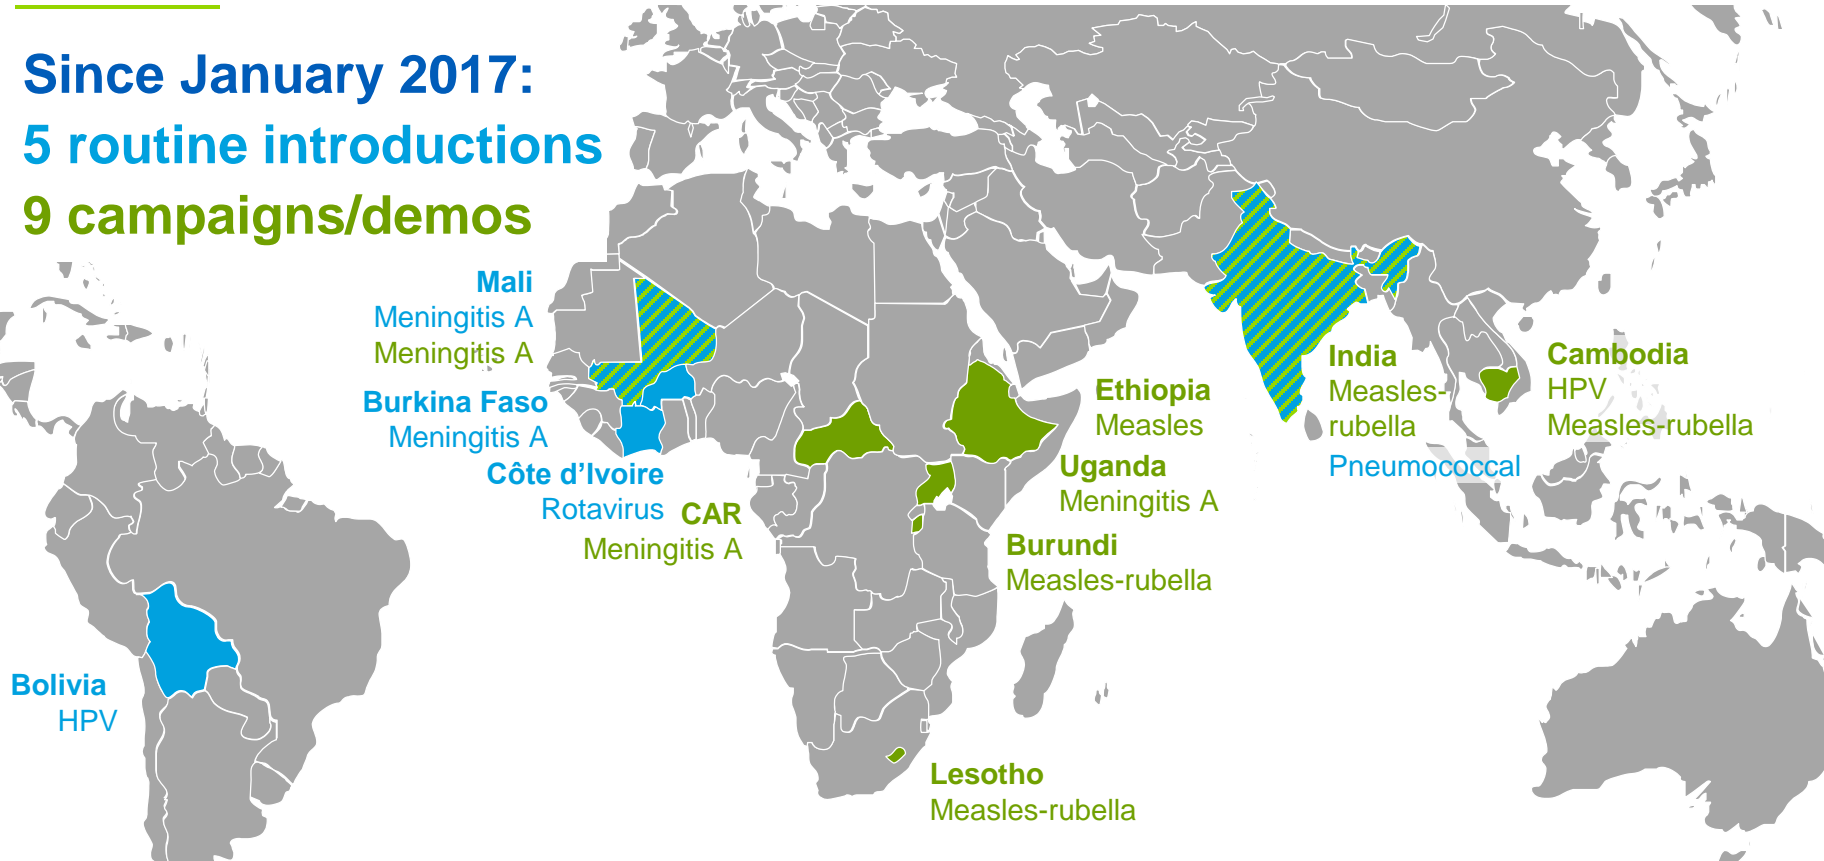 Since January 2017:
5 routine introductions
9 campaigns/demos
Mali
Meningitis A
Meningitis A
Burkina Faso
Meningitis A
Côte d’Ivoire
Rotavirus
CAR
Meningitis A
Ethiopia
Measles
Uganda
Meningitis A
Burundi
Measles-rubella
Lesotho
Measles-rubella
India
Measles-
rubella
Pneumococcal
Cambodia
HPV
Measles-rubella
Bolivia
HPV